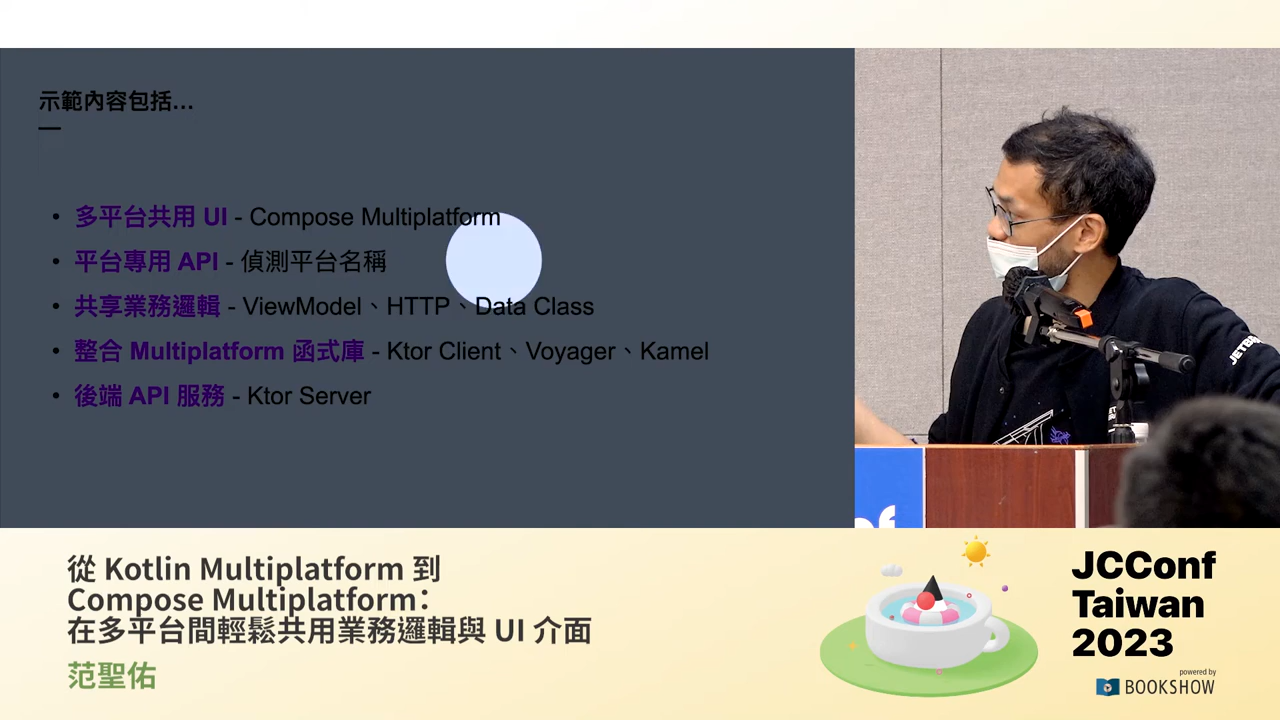 示範內容包括...
• 多平台共用 UI - Compose Multiplatform
• 平台專用 API - 偵測平台名稱
• 共享業務邏輯 - ViewModel、HTTP、Data Class
• 整合 Multiplatform 函式庫 - Ktor Client、Voyager、Kamel
• 後端 API 服務 - Ktor Server
從 Kotlin Multiplatform 到
Compose Multiplatform：
在多平台間輕鬆共用業務邏輯與 UI 介面
范聖佑
JCConf
Taiwan
2023
powered by
BOOKSHOW